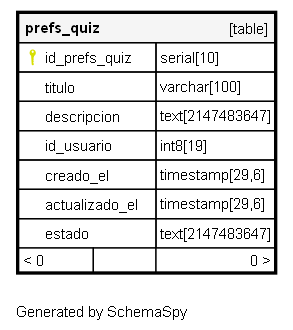 prefs_quiz [table]
id_prefs_quiz serial[10]
titulo varchar[100]
descripcion text[2147483647]
id_usuario int8[19]
creado_el timestamp[29,6]
actualizado_el timestamp[29,6]
estado text[2147483647]
< 0 0 >
Generated by SchemaSpy